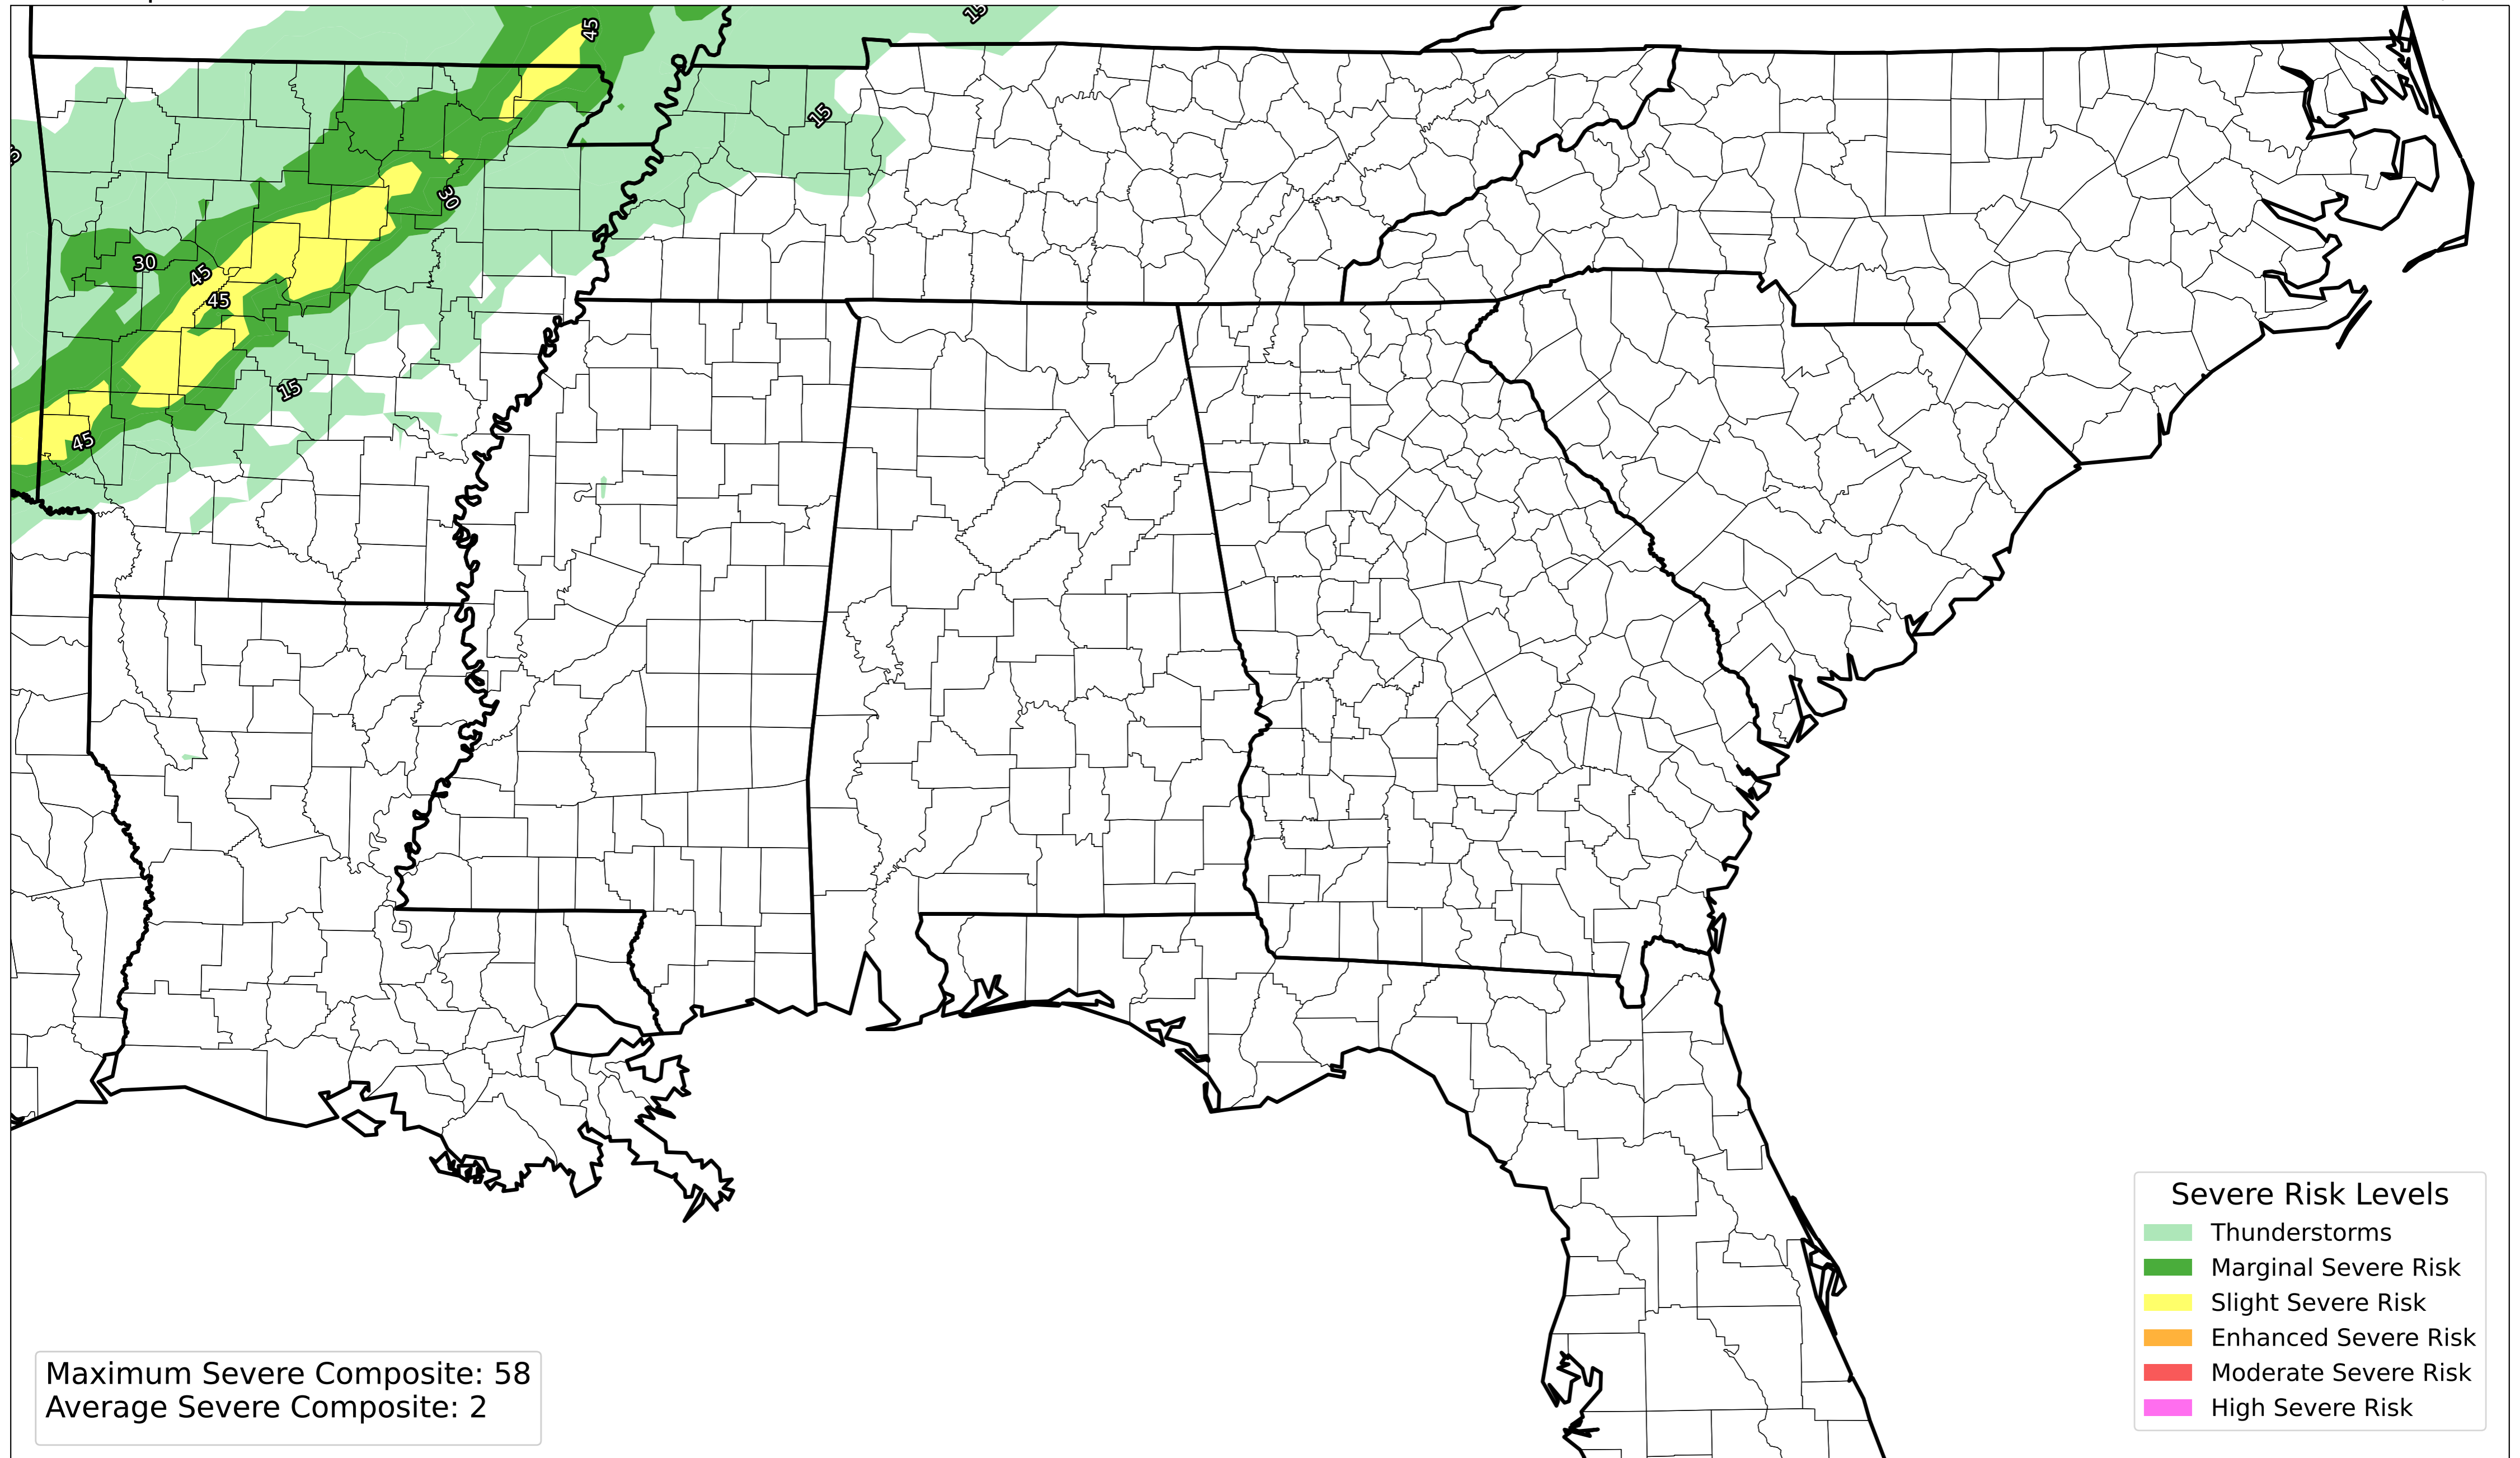 45
15
15
30
30
45
45
15
45
Severe Risk Levels
Thunderstorms
Marginal Severe Risk
Slight Severe Risk
Enhanced Severe Risk
Moderate Severe Risk
High Severe Risk
Maximum Severe Composite: 58
Average Severe Composite: 2